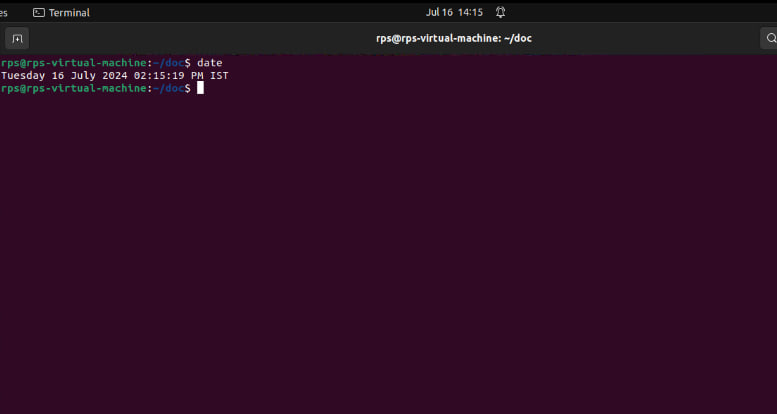 es Terminal Jul 16 14:15
rps@rps-virtual-machine: ~/doc
rps@rps-virtual-machine:~/doc$ date
Tuesday 16 July 2024 02:15:19 PM IST
rps@rps-virtual-machine:~/doc$